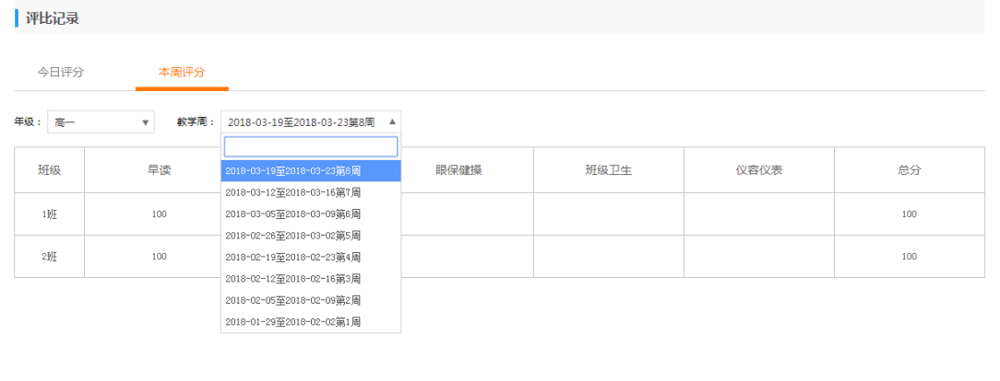 评比记录
今日评分 本周评分
年级： 高一 教学周： 2018-03-19至2018-03-23第8周
班级 早读 眼保健操 班级卫生 仪容仪表 总分
2018-03-19至2018-03-23第8周
2018-03-12至2018-03-16第7周
1班 100 2018-03-05至2018-03-09第6周 100
2018-02-26至2018-03-02第5周
2班 100 2018-02-19至2018-02-23第4周 100
2018-02-12至2018-02-16第3周
2018-02-05至2018-02-09第2周
2018-01-29至2018-02-02第1周